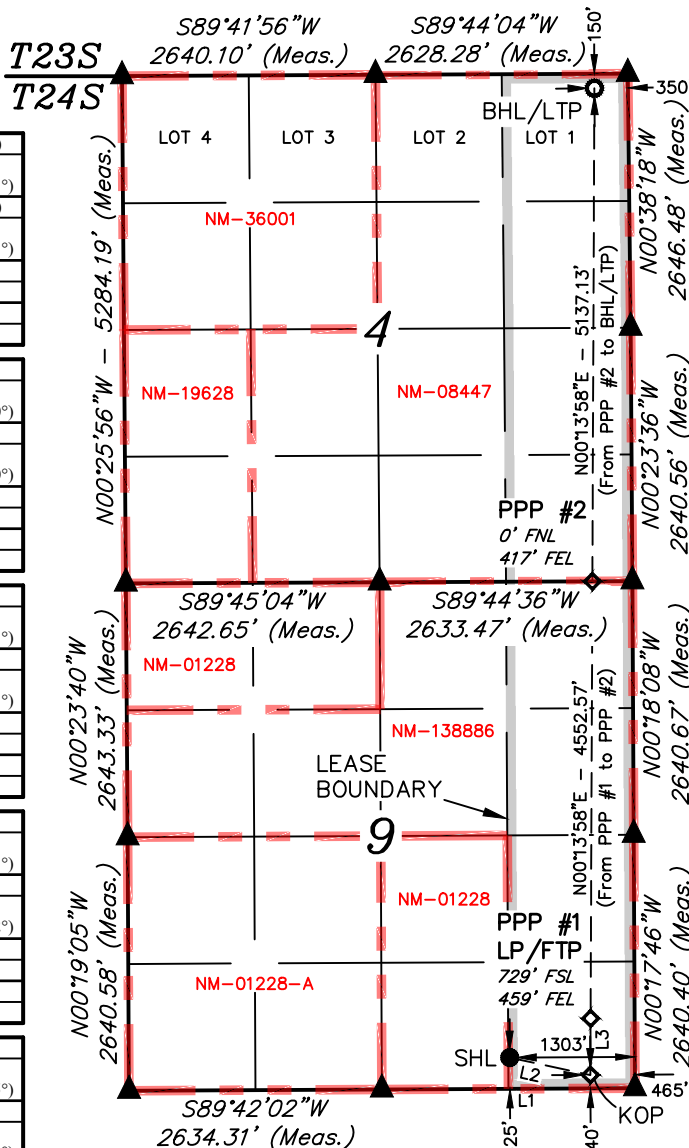 S89°41'56"W
2640.10' (Meas.)
S89°44'04"W
2628.28' (Meas.)
150'
T23S
T24S
350'
BHL/LTP
LOT 4
LOT 3
LOT 2
LOT 1
NM-36001
N00°25'56"W – 5284.19' (Meas.)
N00°38'18"W
2646.48' (Meas.)
4
NM-19628
NM-08447
N00°13'58"E – 5137.13'
(From PPP #2 to BHL/LTP)
N00°23'36"W
2640.56' (Meas.)
PPP #2
0' FNL
417' FEL
S89°45'04"W
2642.65' (Meas.)
S89°44'36"W
2633.47' (Meas.)
NM-01228
N00°23'40"W
2643.33' (Meas.)
NM-138886
LEASE
BOUNDARY
N00°13'58"E – 4552.57'
(From PPP #1 to PPP #2)
N00°18'08"W
2640.67' (Meas.)
9
NM-01228
N00°19'05"W
2640.58' (Meas.)
NM-01228-A
PPP #1
LP/FTP
729' FSL
459' FEL
N00°17'46"W
2640.40' (Meas.)
1303'
L3
SHL
L2
465'
L1
KOP
S89°42'02"W
2634.31' (Meas.)